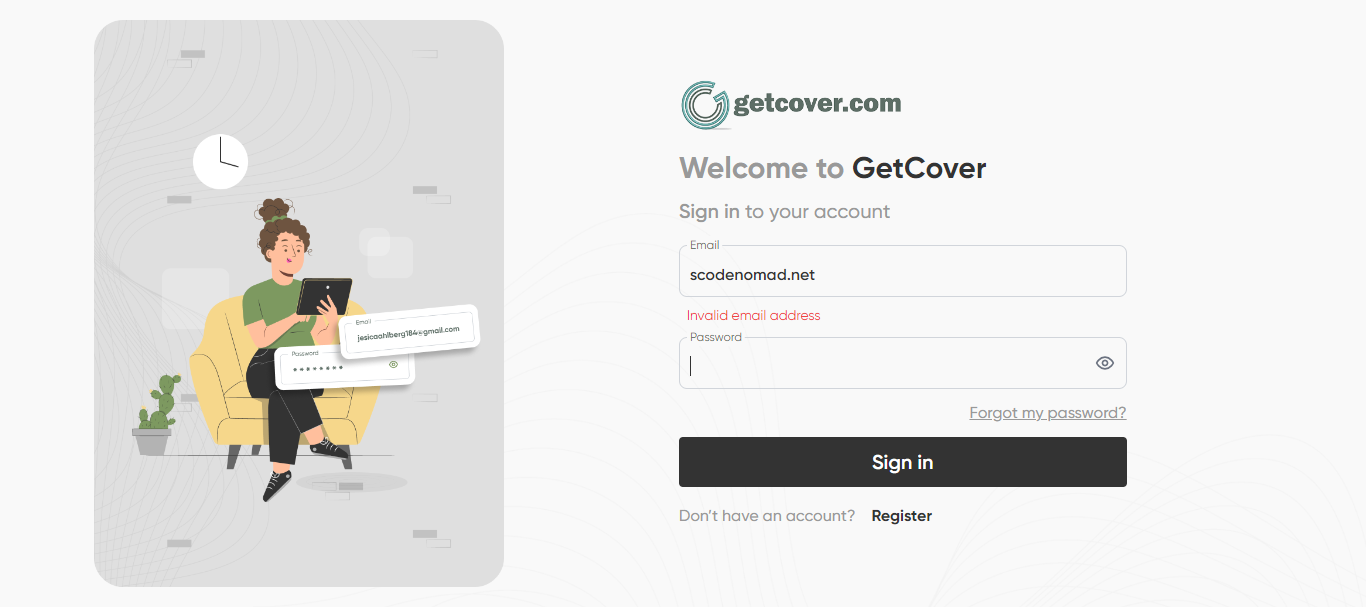 getcover.com
Welcome to GetCover
Sign in to your account
Email
scodenomad.net
Invalid email address
Password
Forgot my password?
Sign in
Don't have an account? Register
Email
jesicaahlberg184@gmail.com
Password